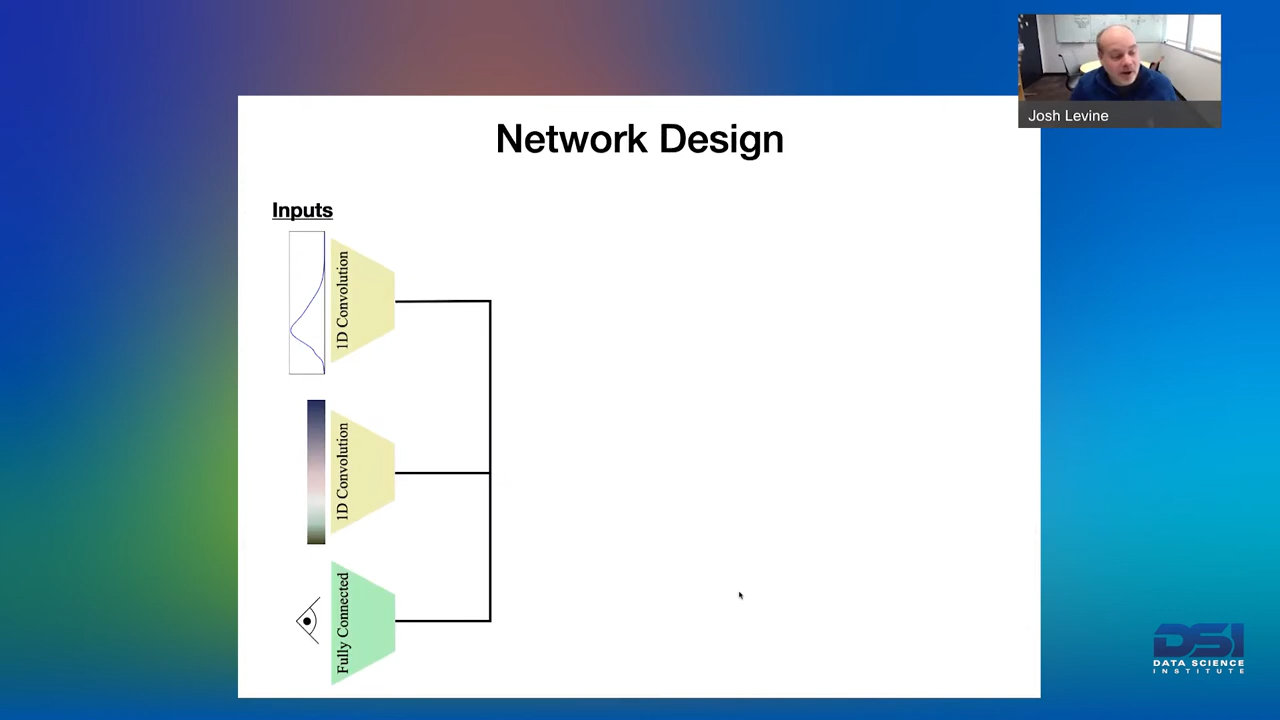 Josh Levine
Network Design
Inputs
1D Convolution
1D Convolution
Fully Connected
DSI
DATA SCIENCE
INSTITUTE